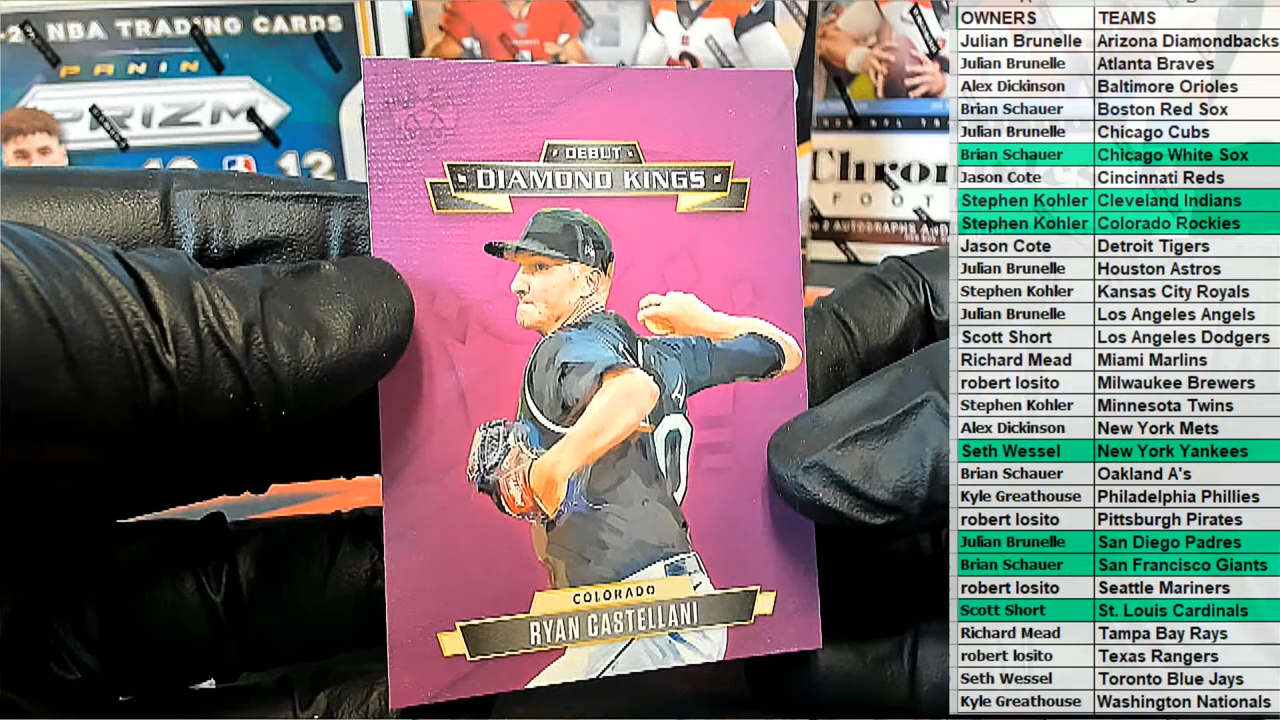 -2 NBA TRADING CARDS
PANIN
PRIZM
12
DEBUT
DIAMOND KINGS
COLORADO
RYAN CASTELLANI
Chron
FOOT
OWNERS TEAMS
Julian Brunelle Arizona Diamondbacks
Julian Brunelle Atlanta Braves
Alex Dickinson Baltimore Orioles
Brian Schauer Boston Red Sox
Julian Brunelle Chicago Cubs
Brian Schauer Chicago White Sox
Jason Cote Cincinnati Reds
Stephen Kohler Cleveland Indians
Stephen Kohler Colorado Rockies
Jason Cote Detroit Tigers
Julian Brunelle Houston Astros
Stephen Kohler Kansas City Royals
Julian Brunelle Los Angeles Angels
Scott Short Los Angeles Dodgers
Richard Mead Miami Marlins
robert losito Milwaukee Brewers
Stephen Kohler Minnesota Twins
Alex Dickinson New York Mets
Seth Wessel New York Yankees
Brian Schauer Oakland A's
Kyle Greathouse Philadelphia Phillies
robert losito Pittsburgh Pirates
Julian Brunelle San Diego Padres
Brian Schauer San Francisco Giants
robert losito Seattle Mariners
Scott Short St. Louis Cardinals
Richard Mead Tampa Bay Rays
robert losito Texas Rangers
Seth Wessel Toronto Blue Jays
Kyle Greathouse Washington Nationals